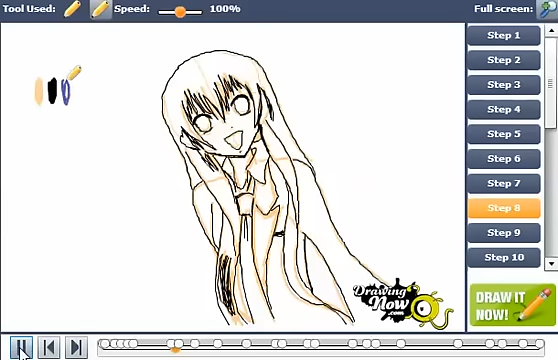 Tool Used:
Speed:
100%
Full screen:
Step 1
Step 2
Step 3
Step 4
Step 5
Step 6
Step 7
Step 8
Step 9
Step 10
Drawing
Now.com
DRAW IT
NOW!